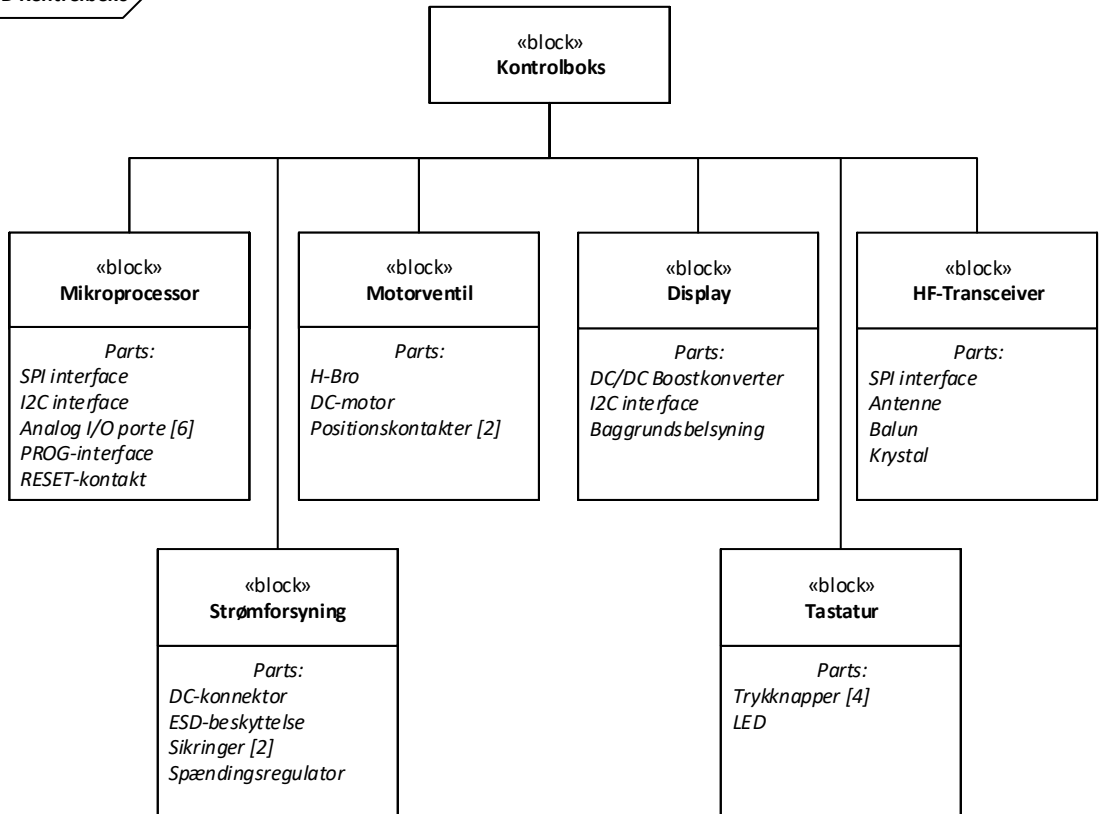 «block»
Kontrolboks
«block»
Mikroprocessor
Parts:
SPI interface
I2C interface
Analog I/O porte [6]
PROG-interface
RESET-kontakt
«block»
Motorventil
Parts:
H-Bro
DC-motor
Positionskontakter [2]
«block»
Display
Parts:
DC/DC Boostkonverter
I2C interface
Baggrundsbelysning
«block»
HF-Transceiver
Parts:
SPI interface
Antenne
Balun
Krystal
«block»
Strømforsyning
Parts:
DC-konnektor
ESD-beskyttelse
Sikringer [2]
Spændingsregulator
«block»
Tastatur
Parts:
Trykknapper [4]
LED